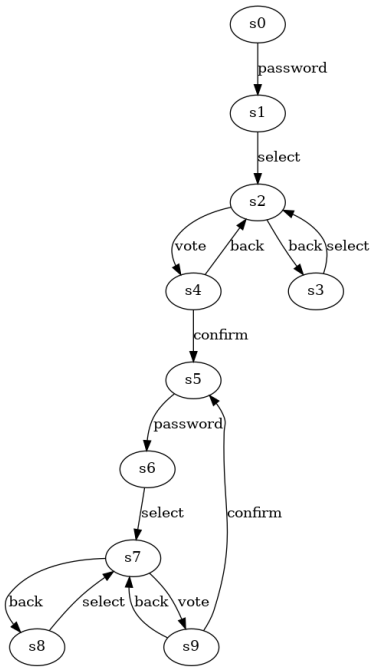 s0
password
s1
select
s2
vote
back
back
select
s4
s3
confirm
s5
password
s6
select
confirm
s7
back
select
back
vote
s8
s9